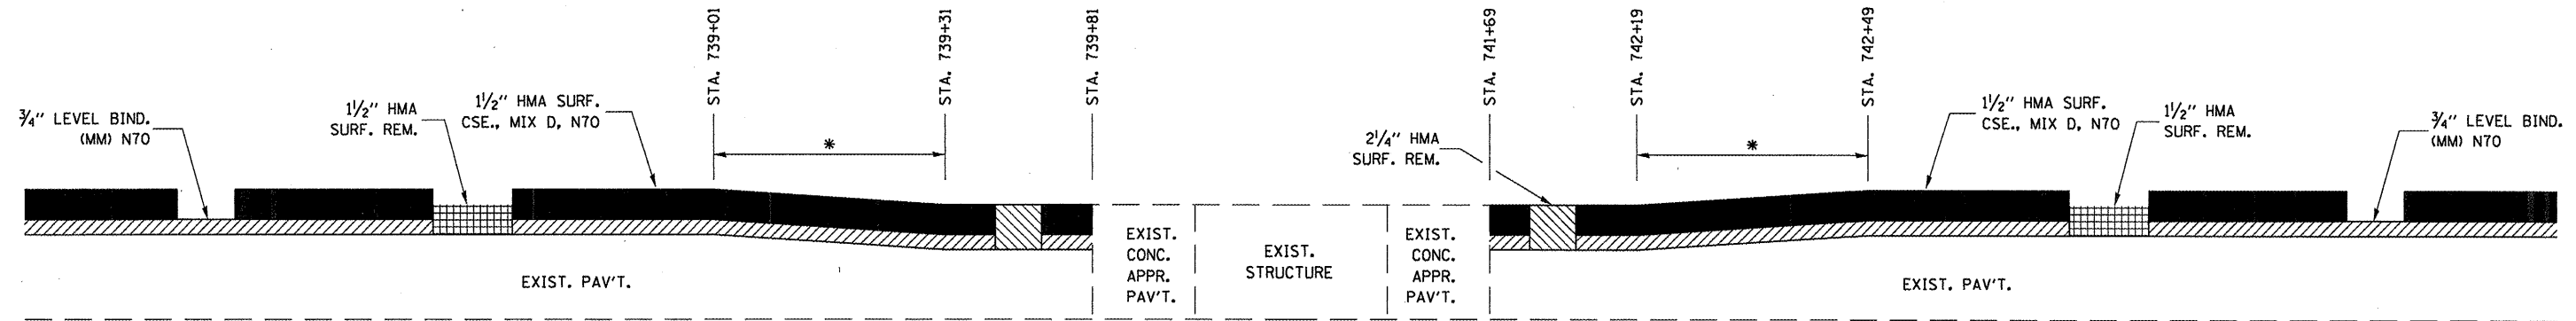 STA. 739+01
STA. 739+31
STA. 739+81
STA. 741+69
STA. 742+19
STA. 742+49
¾" LEVEL BIND.
(MM) N70
1½" HMA
SURF. REM.
1½" HMA SURF.
CSE., MIX D, N70
*
2¼" HMA
SURF. REM.
*
1½" HMA SURF.
CSE., MIX D, N70
1½" HMA
SURF. REM.
¾" LEVEL BIND.
(MM) N70
EXIST. PAV'T.
EXIST.
CONC.
APPR.
PAV'T.
EXIST.
STRUCTURE
EXIST.
CONC.
APPR.
PAV'T.
EXIST. PAV'T.